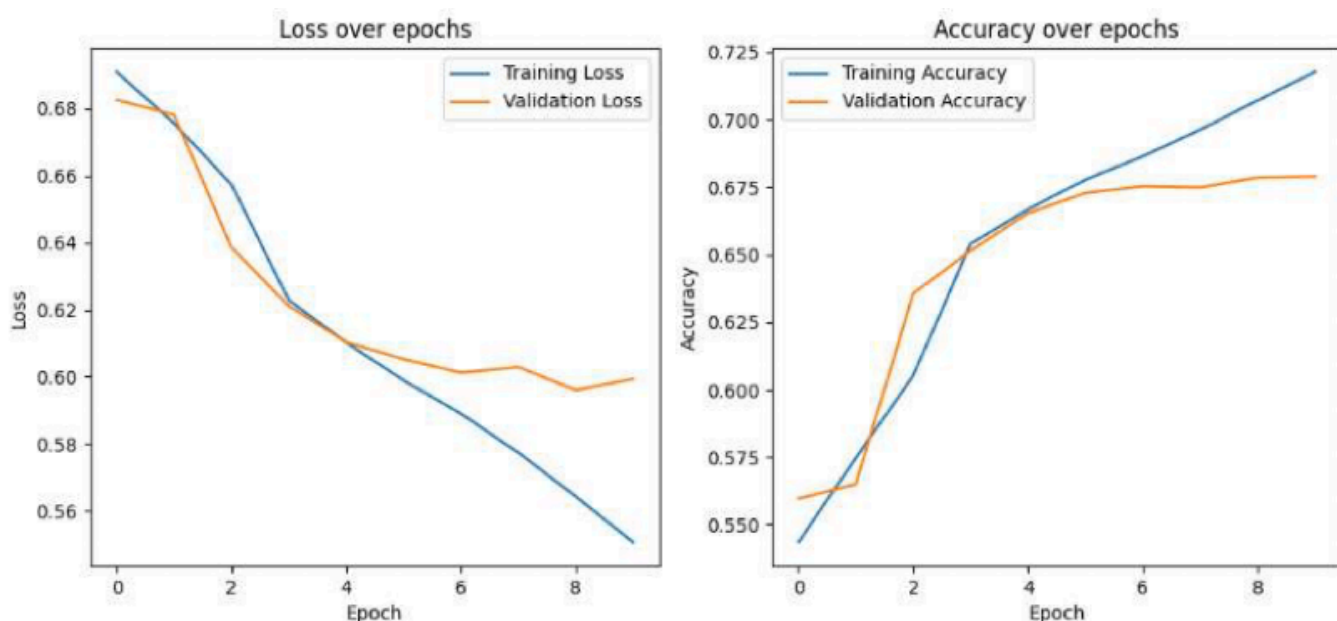 Loss over epochs
Training Loss
Validation Loss
0.68
0.66
0.64
0.62
0.60
0.58
0.56
Loss
0 2 4 6 8
Epoch
Accuracy over epochs
Training Accuracy
Validation Accuracy
0.725
0.700
0.675
0.650
0.625
0.600
0.575
0.550
Accuracy
0 2 4 6 8
Epoch